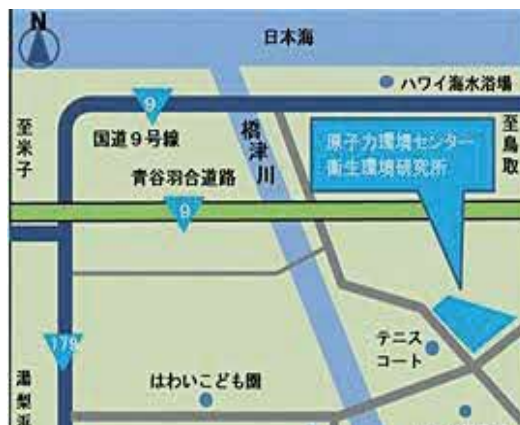 N
日本海
ハワイ海水浴場
9
国道9号線
橋津川
原子力環境センター
衛生環境研究所
至鳥取
至米子
青谷羽合道路
9
179
テニス
コート
はわいこども園
湯梨浜